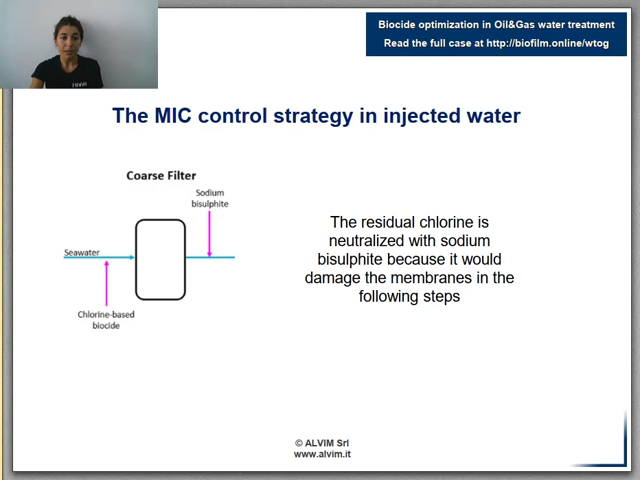 Biocide optimization in Oil&Gas water treatment
Read the full case at http://biofilm.online/wtog
The MIC control strategy in injected water
Coarse Filter
Sodium
bisulphite
Seawater
Chlorine-based
biocide
The residual chlorine is
neutralized with sodium
bisulphite because it would
damage the membranes in the
following steps
© ALVIM Srl
www.alvim.it